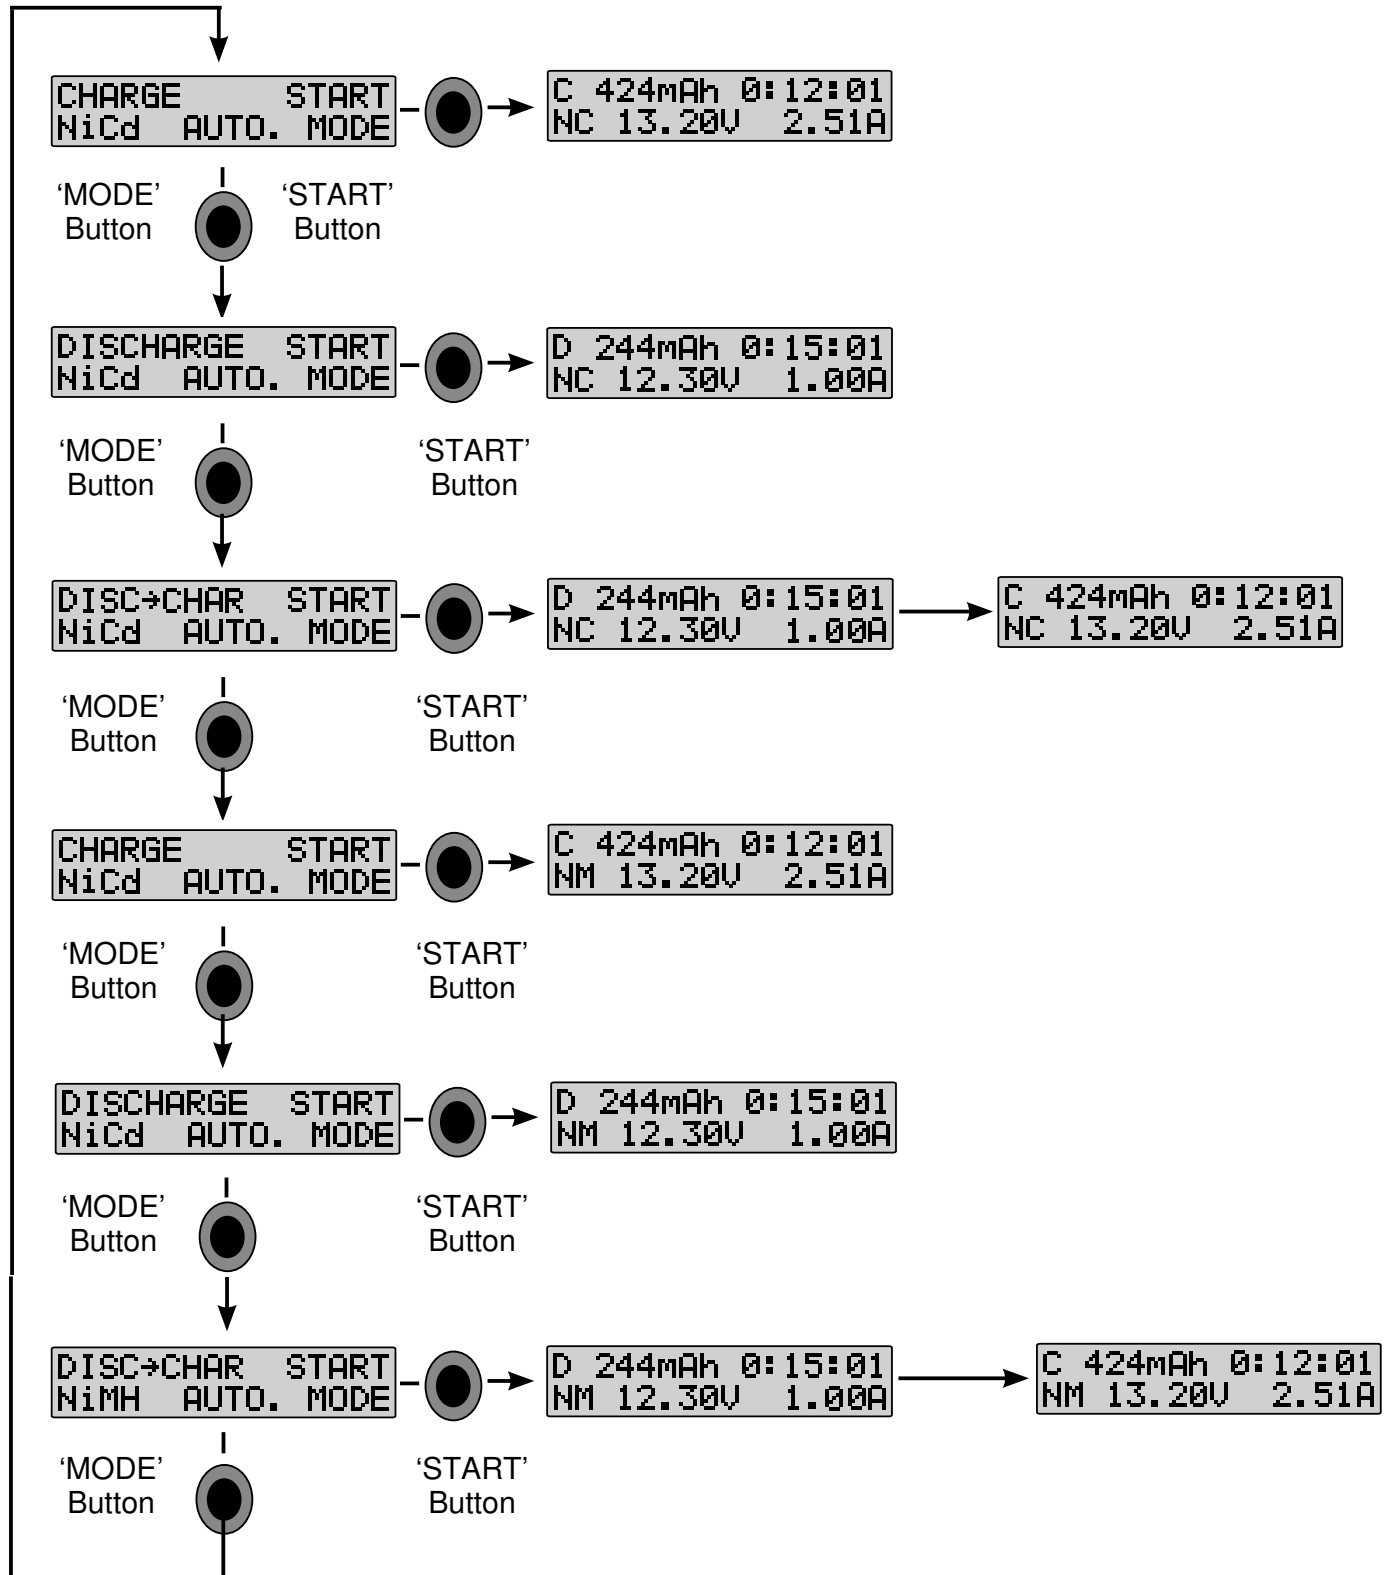 CHARGE START
NiCd AUTO. MODE
C 424mAh 0:12:01
NC 13.20V 2.51A
‘MODE’
Button
‘START’
Button
DISCHARGE START
NiCd AUTO. MODE
D 244mAh 0:15:01
NC 12.30V 1.00A
‘MODE’
Button
‘START’
Button
DISC→CHAR START
NiCd AUTO. MODE
D 244mAh 0:15:01
NC 12.30V 1.00A
C 424mAh 0:12:01
NC 13.20V 2.51A
‘MODE’
Button
‘START’
Button
CHARGE START
NiCd AUTO. MODE
C 424mAh 0:12:01
NM 13.20V 2.51A
‘MODE’
Button
‘START’
Button
DISCHARGE START
NiCd AUTO. MODE
D 244mAh 0:15:01
NM 12.30V 1.00A
‘MODE’
Button
‘START’
Button
DISC→CHAR START
NiMH AUTO. MODE
D 244mAh 0:15:01
NM 12.30V 1.00A
C 424mAh 0:12:01
NM 13.20V 2.51A
‘MODE’
Button
‘START’
Button